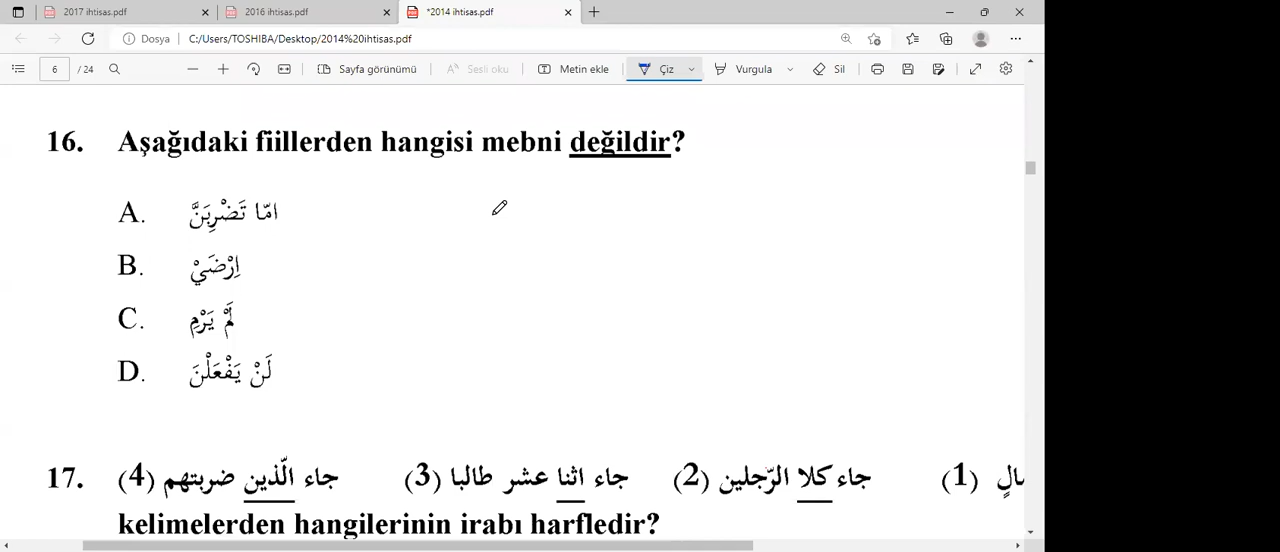 2017 ihtisas.pdf
2016 ihtisas.pdf
*2014 ihtisas.pdf
Dosya
C:/Users/TOSHIBA/Desktop/2014%20ihtisas.pdf
6 / 24
Sayfa görünümü
Sesli oku
Metin ekle
Çiz
Vurgula
Sil
16. Aşağıdaki fiillerden hangisi mebni değildir?
A. امّا تَضْرِبَنَّ
B. اِرْضَيْ
C. لَمْ يَرْمِ
D. لَنْ يَفْعَلْنَ
17. (1) جاء كلا الرّجلين (2) جاء اثنا عشر طالبا (3) جاء الّذين ضربتهم (4)
kelimelerden hangilerinin irabı harfledir?